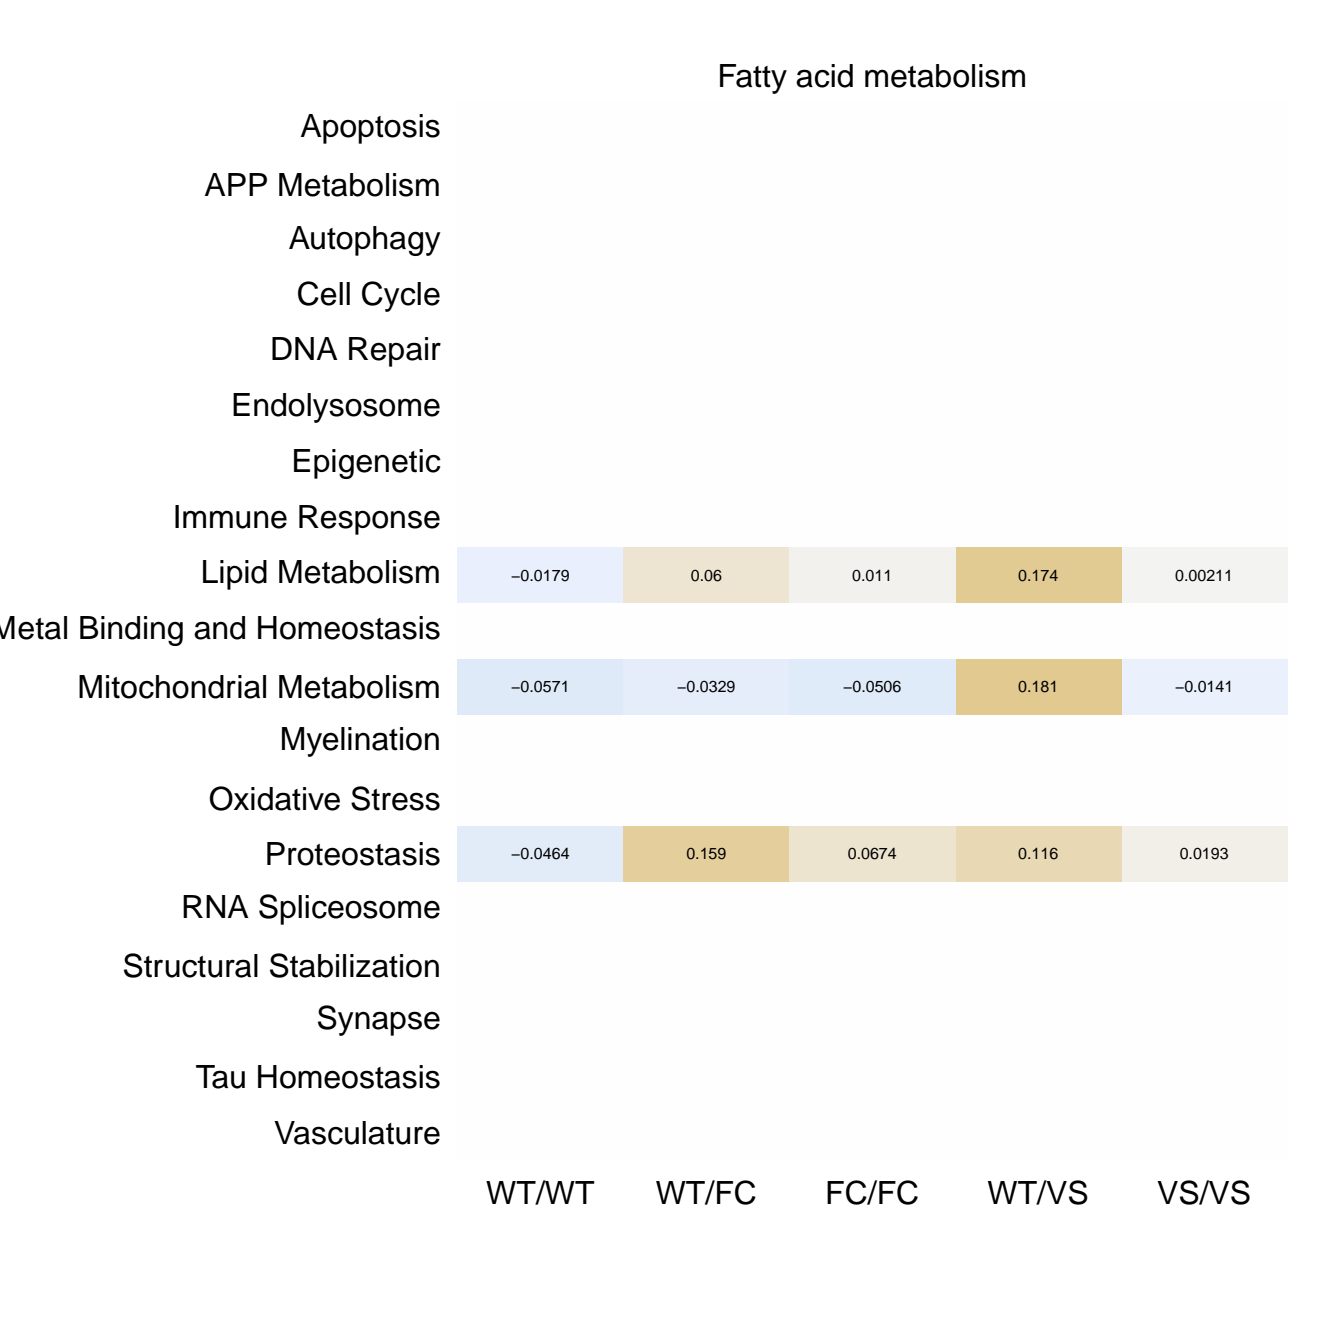 Fatty acid metabolism
Apoptosis
APP Metabolism
Autophagy
Cell Cycle
DNA Repair
Endolysosome
Epigenetic
Immune Response
Lipid Metabolism −0.0179 0.06 0.011 0.174 0.00211
Metal Binding and Homeostasis
Mitochondrial Metabolism −0.0571 −0.0329 −0.0506 0.181 −0.0141
Myelination
Oxidative Stress
Proteostasis −0.0464 0.159 0.0674 0.116 0.0193
RNA Spliceosome
Structural Stabilization
Synapse
Tau Homeostasis
Vasculature
WT/WT WT/FC FC/FC WT/VS VS/VS